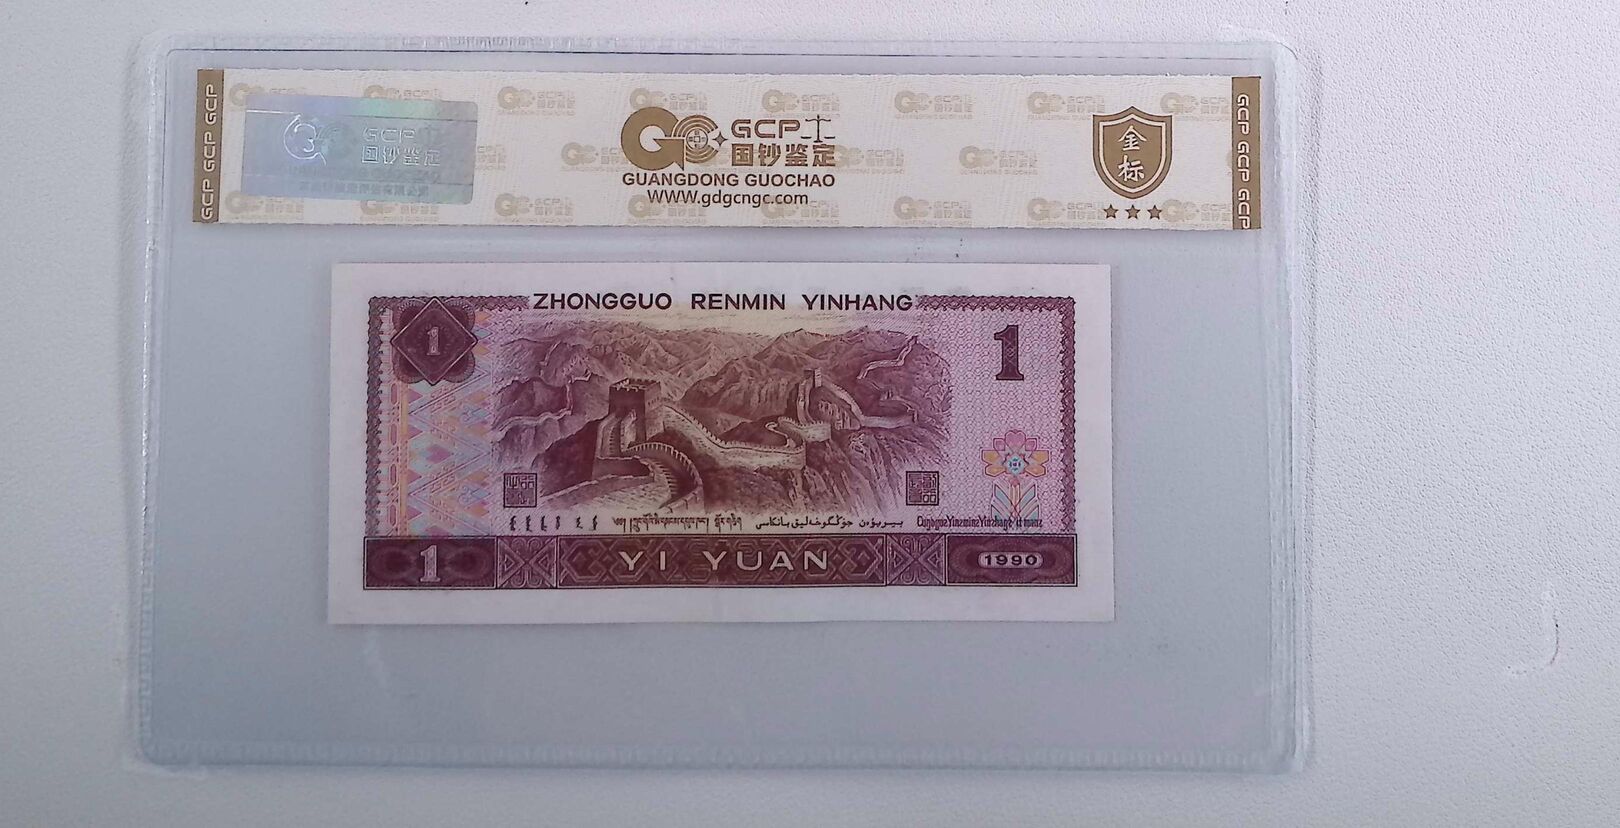 GCP GCP GCP
GCP
国钞鉴定
GCP
国钞鉴定
GUANGDONG GUOCHAO
WWW.gdgcngc.com
金标
GCP GCP GCP
ZHONGGUO RENMIN YINHANG
1
1
1
YI YUAN
1990